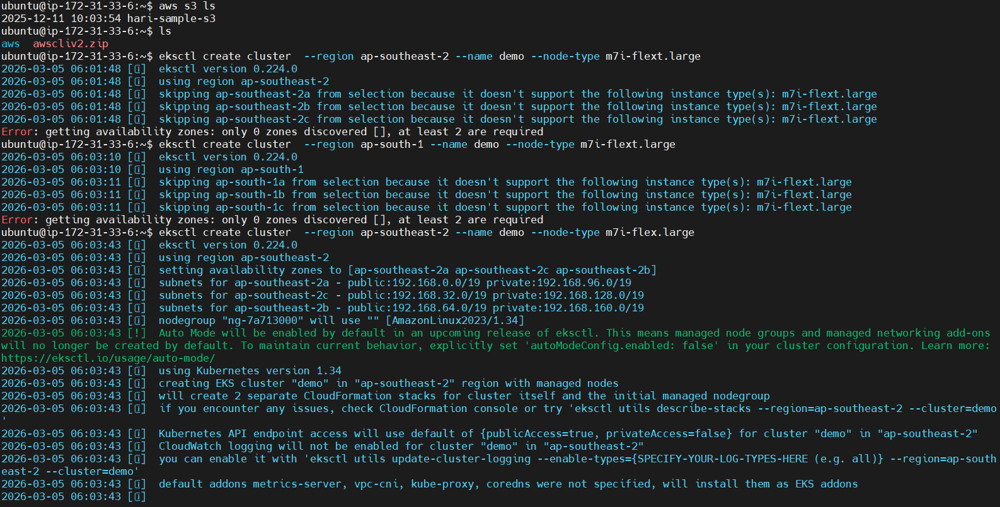 ubuntu@ip-172-31-33-6:~$ aws s3 ls
2025-12-11 10:03:54 hari-sample-s3
ubuntu@ip-172-31-33-6:~$ ls
aws  awscliv2.zip
ubuntu@ip-172-31-33-6:~$ eksctl create cluster  --region ap-southeast-2 --name demo --node-type m7i-flext.large
2026-03-05 06:01:48 [ℹ]  eksctl version 0.224.0
2026-03-05 06:01:48 [ℹ]  using region ap-southeast-2
2026-03-05 06:01:48 [ℹ]  skipping ap-southeast-2a from selection because it doesn't support the following instance type(s): m7i-flext.large
2026-03-05 06:01:48 [ℹ]  skipping ap-southeast-2b from selection because it doesn't support the following instance type(s): m7i-flext.large
2026-03-05 06:01:48 [ℹ]  skipping ap-southeast-2c from selection because it doesn't support the following instance type(s): m7i-flext.large
Error: getting availability zones: only 0 zones discovered [], at least 2 are required
ubuntu@ip-172-31-33-6:~$ eksctl create cluster  --region ap-south-1 --name demo --node-type m7i-flext.large
2026-03-05 06:03:10 [ℹ]  eksctl version 0.224.0
2026-03-05 06:03:10 [ℹ]  using region ap-south-1
2026-03-05 06:03:11 [ℹ]  skipping ap-south-1a from selection because it doesn't support the following instance type(s): m7i-flext.large
2026-03-05 06:03:11 [ℹ]  skipping ap-south-1b from selection because it doesn't support the following instance type(s): m7i-flext.large
2026-03-05 06:03:11 [ℹ]  skipping ap-south-1c from selection because it doesn't support the following instance type(s): m7i-flext.large
Error: getting availability zones: only 0 zones discovered [], at least 2 are required
ubuntu@ip-172-31-33-6:~$ eksctl create cluster  --region ap-southeast-2 --name demo --node-type m7i-flex.large
2026-03-05 06:03:43 [ℹ]  eksctl version 0.224.0
2026-03-05 06:03:43 [ℹ]  using region ap-southeast-2
2026-03-05 06:03:43 [ℹ]  setting availability zones to [ap-southeast-2a ap-southeast-2c ap-southeast-2b]
2026-03-05 06:03:43 [ℹ]  subnets for ap-southeast-2a - public:192.168.0.0/19 private:192.168.96.0/19
2026-03-05 06:03:43 [ℹ]  subnets for ap-southeast-2c - public:192.168.32.0/19 private:192.168.128.0/19
2026-03-05 06:03:43 [ℹ]  subnets for ap-southeast-2b - public:192.168.64.0/19 private:192.168.160.0/19
2026-03-05 06:03:43 [ℹ]  nodegroup "ng-7a713000" will use "" [AmazonLinux2023/1.34]
2026-03-05 06:03:43 [!]  Auto Mode will be enabled by default in an upcoming release of eksctl. This means managed node groups and managed networking add-ons
will no longer be created by default. To maintain current behavior, explicitly set 'autoModeConfig.enabled: false' in your cluster configuration. Learn more:
https://eksctl.io/usage/auto-mode/
2026-03-05 06:03:43 [ℹ]  using Kubernetes version 1.34
2026-03-05 06:03:43 [ℹ]  creating EKS cluster "demo" in "ap-southeast-2" region with managed nodes
2026-03-05 06:03:43 [ℹ]  will create 2 separate CloudFormation stacks for cluster itself and the initial managed nodegroup
2026-03-05 06:03:43 [ℹ]  if you encounter any issues, check CloudFormation console or try 'eksctl utils describe-stacks --region=ap-southeast-2 --cluster=demo
'
2026-03-05 06:03:43 [ℹ]  Kubernetes API endpoint access will use default of {publicAccess=true, privateAccess=false} for cluster "demo" in "ap-southeast-2"
2026-03-05 06:03:43 [ℹ]  CloudWatch logging will not be enabled for cluster "demo" in "ap-southeast-2"
2026-03-05 06:03:43 [ℹ]  you can enable it with 'eksctl utils update-cluster-logging --enable-types={SPECIFY-YOUR-LOG-TYPES-HERE (e.g. all)} --region=ap-south
east-2 --cluster=demo'
2026-03-05 06:03:43 [ℹ]  default addons metrics-server, vpc-cni, kube-proxy, coredns were not specified, will install them as EKS addons
2026-03-05 06:03:43 [ℹ]